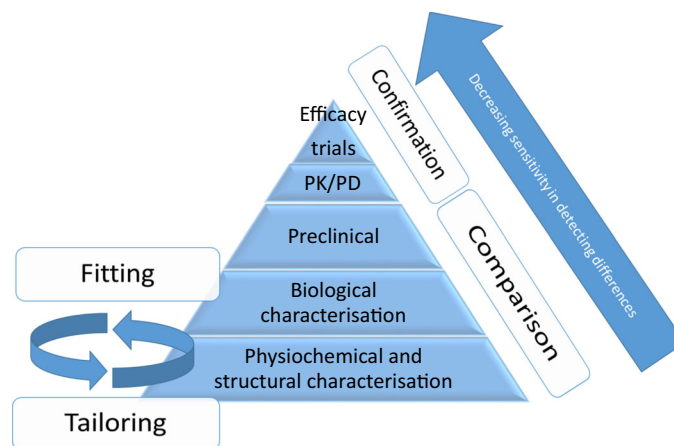 Efficacy
trials
PK/PD
Preclinical
Biological
characterisation
Physiochemical and
structural characterisation
Fitting
Tailoring
Confirmation
Comparison
Decreasing sensitivity in detecting differences